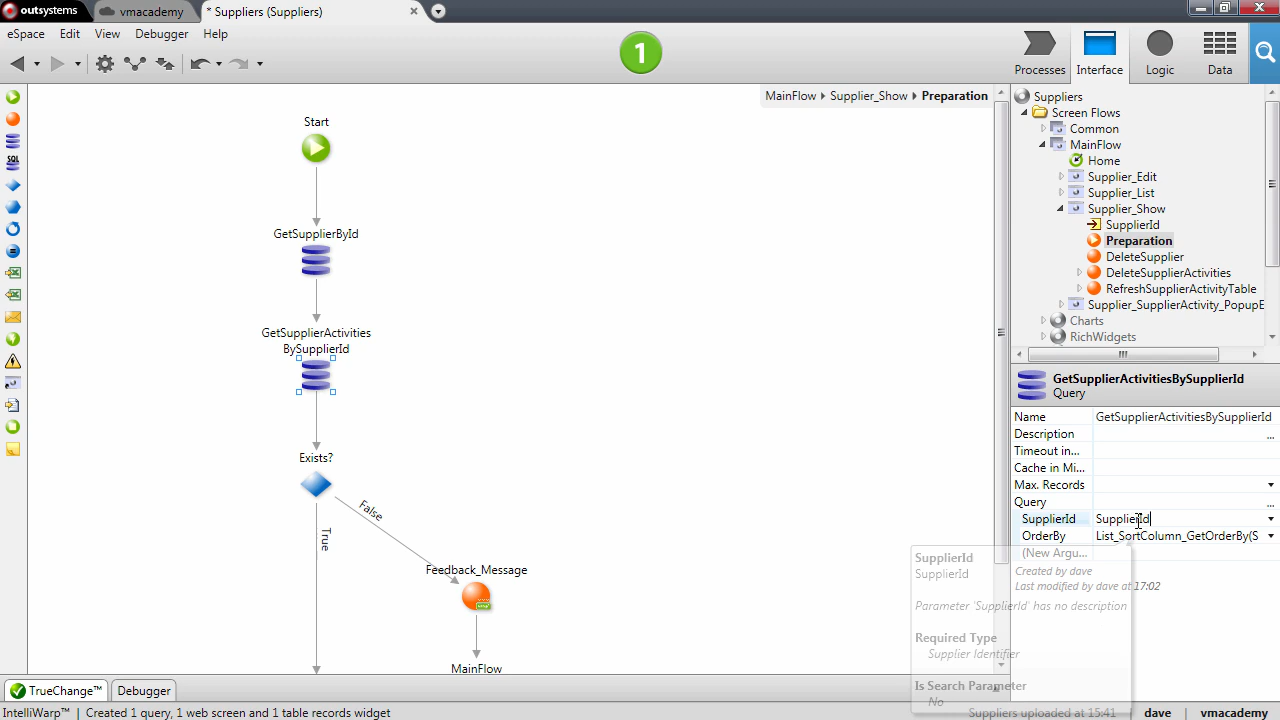 outsystems
vmacademy
* Suppliers (Suppliers)
eSpace Edit View Debugger Help
1
Processes Interface Logic Data
MainFlow Supplier_Show Preparation
SQL
Start
GetSupplierById
GetSupplierActivities
BySupplierId
Exists?
False
True
Feedback_Message
MainFlow
Suppliers
Screen Flows
Common
MainFlow
Home
Supplier_Edit
Supplier_List
Supplier_Show
SupplierId
Preparation
DeleteSupplier
DeleteSupplierActivities
RefreshSupplierActivityTable
Supplier_SupplierActivity_PopupE
Charts
RichWidgets
GetSupplierActivitiesBySupplierId
Query
Name GetSupplierActivitiesBySupplierId
Description ...
Timeout in...
Cache in Mi...
Max. Records
Query ...
SupplierId SupplierId
OrderBy List_SortColumn_GetOrderBy(S
(New Argu...
SupplierId
SupplierId
Created by dave
Last modified by dave at 17:02
Parameter 'SupplierId' has no description
Required Type
Supplier Identifier
Is Search Parameter
No
TrueChange™ Debugger
IntelliWarp™ Created 1 query, 1 web screen and 1 table records widget
Suppliers uploaded at 15:41 dave vmacademy